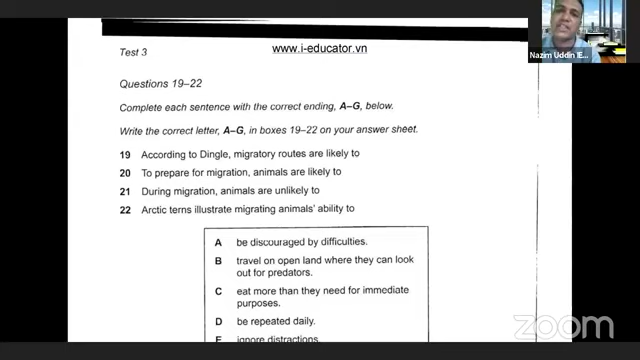 Test 3
www.i-educator.vn
Nazim Uddin IE...
Questions 19–22
Complete each sentence with the correct ending, A–G, below.
Write the correct letter, A–G, in boxes 19–22 on your answer sheet.
19 According to Dingle, migratory routes are likely to
20 To prepare for migration, animals are likely to
21 During migration, animals are unlikely to
22 Arctic terns illustrate migrating animals' ability to
A be discouraged by difficulties.
B travel on open land where they can look
out for predators.
C eat more than they need for immediate
purposes.
D be repeated daily.
E ignore distractions.
zoom